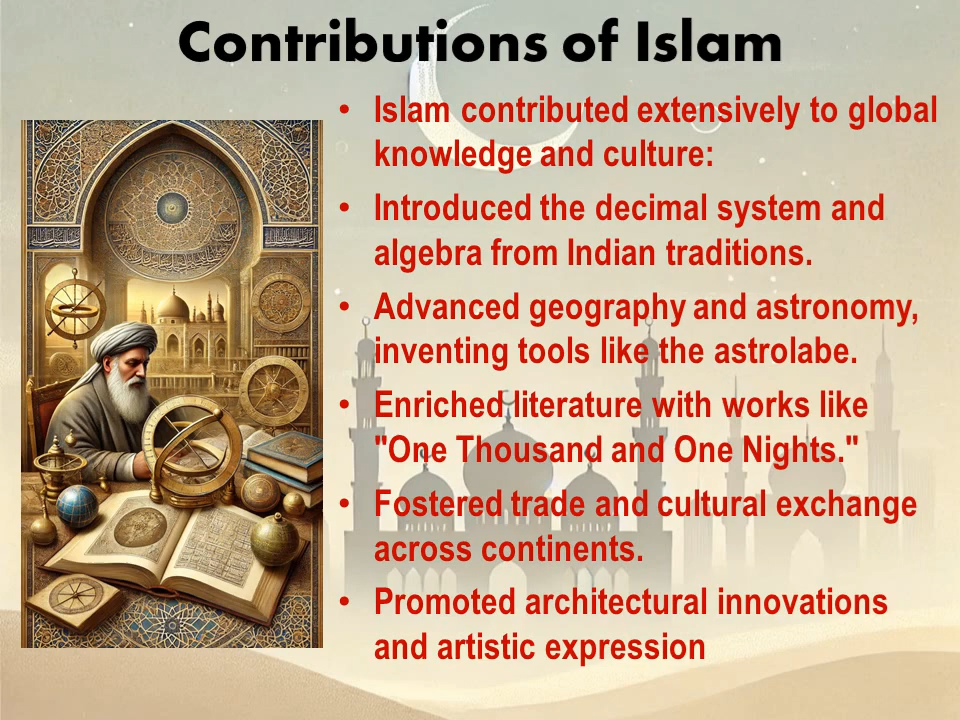 Contributions of Islam
• Islam contributed extensively to global
knowledge and culture:
• Introduced the decimal system and
algebra from Indian traditions.
• Advanced geography and astronomy,
inventing tools like the astrolabe.
• Enriched literature with works like
"One Thousand and One Nights."
• Fostered trade and cultural exchange
across continents.
• Promoted architectural innovations
and artistic expression